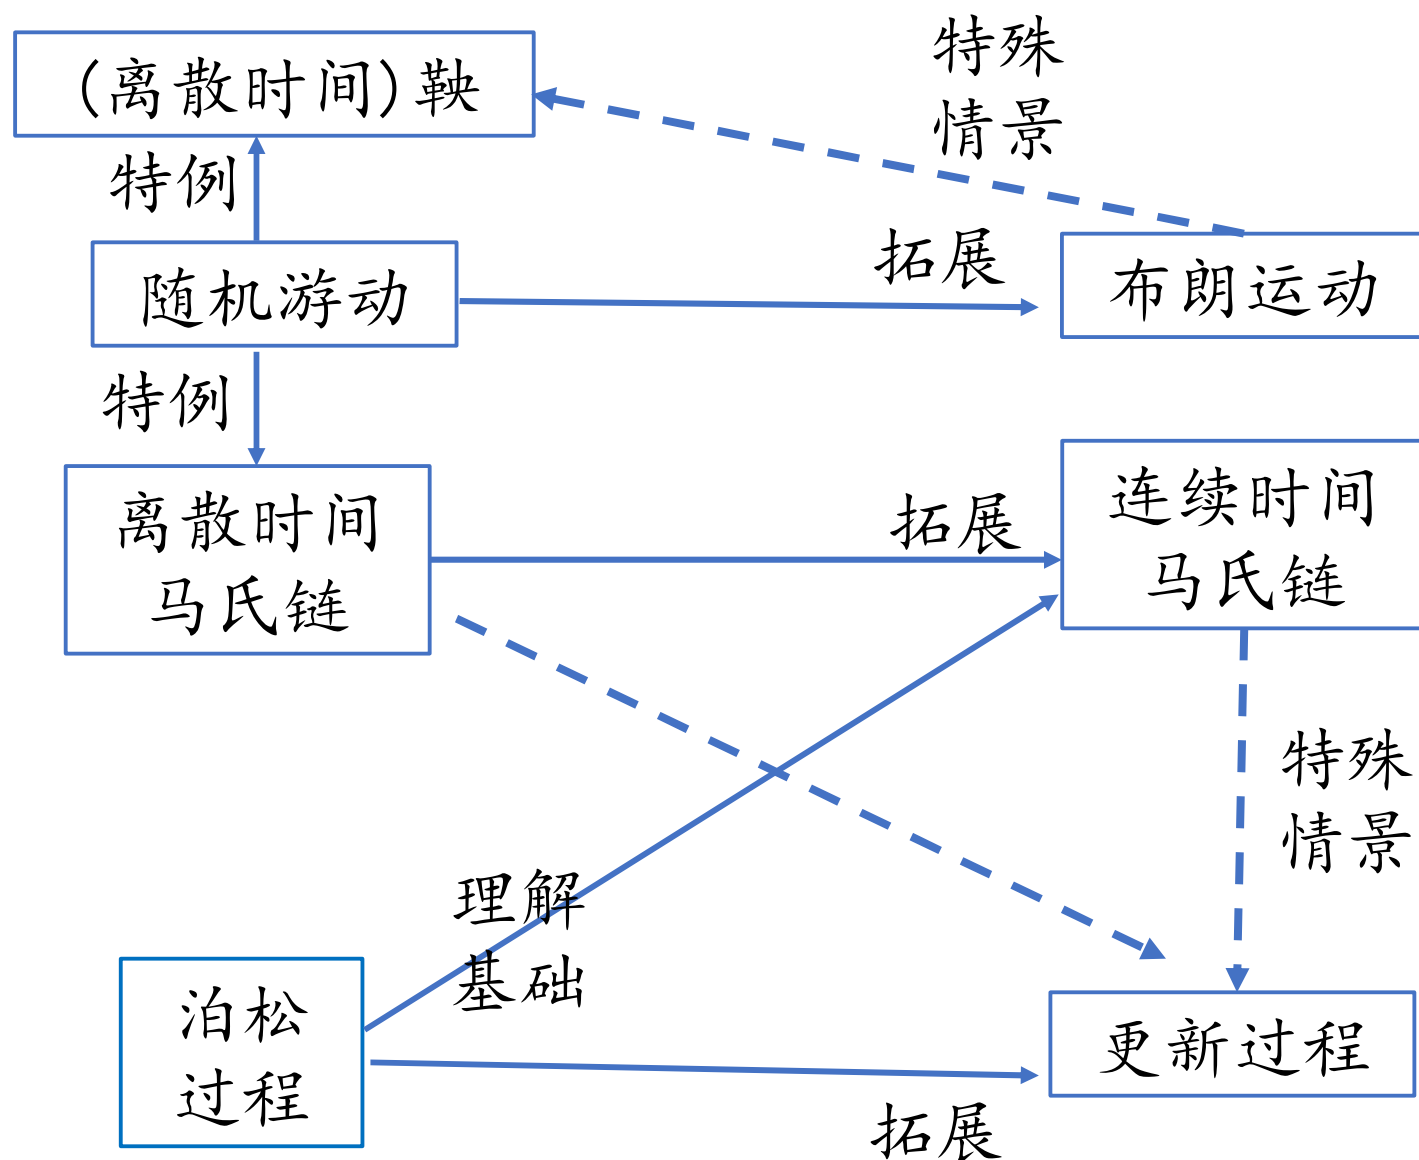 (离散时间)鞅
特殊
情景
特例
随机游动
拓展
布朗运动
特例
离散时间
马氏链
拓展
连续时间
马氏链
特殊
情景
理解
基础
泊松
过程
更新过程
拓展